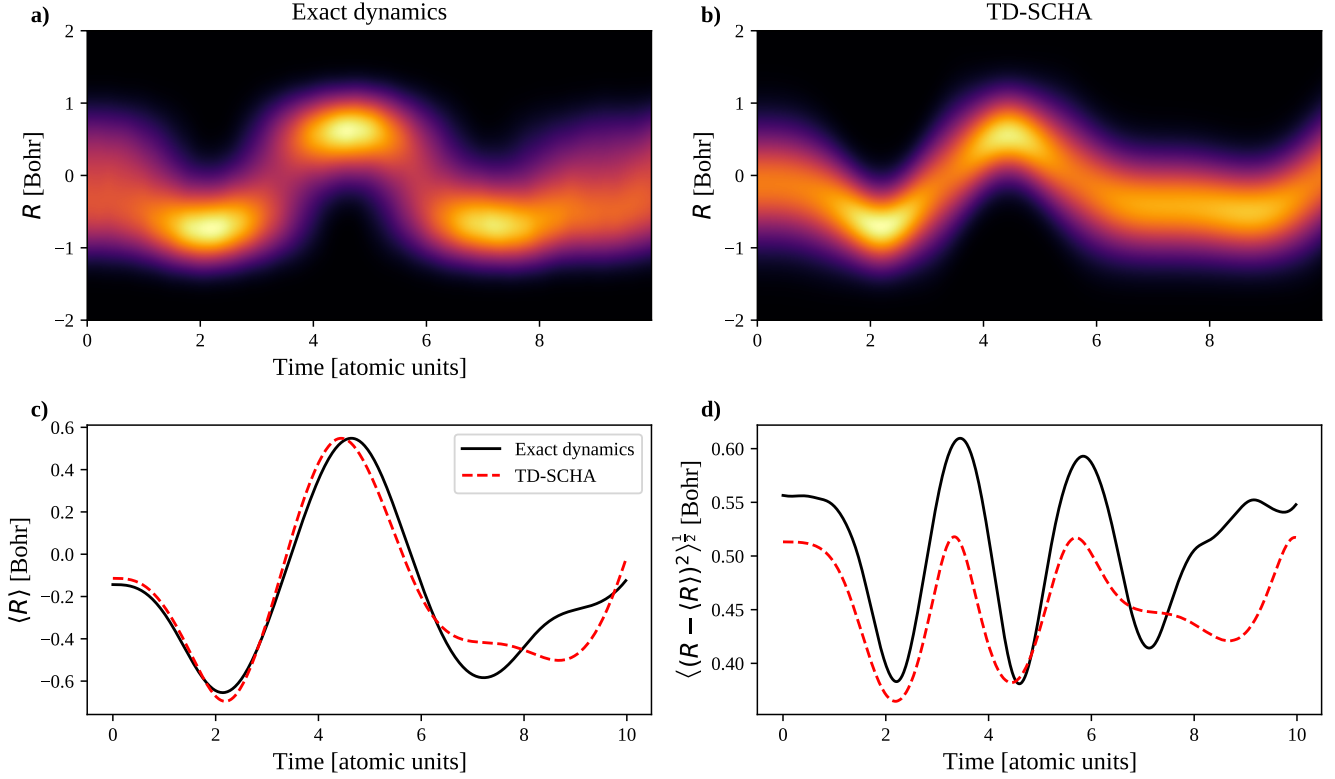 a) Exact dynamics
2
1
0
−1
−2
R [Bohr]
0 2 4 6 8
Time [atomic units]
b) TD-SCHA
2
1
0
−1
−2
R [Bohr]
0 2 4 6 8
c)
0.6
0.4
0.2
0.0
−0.2
−0.4
−0.6
⟨R⟩ [Bohr]
Exact dynamics
TD-SCHA
0 2 4 6 8 10
Time [atomic units]
d)
0.60
0.55
0.50
0.45
0.40
⟨(R − ⟨R⟩)²⟩^{1/2} [Bohr]
0 2 4 6 8 10
Time [atomic units]